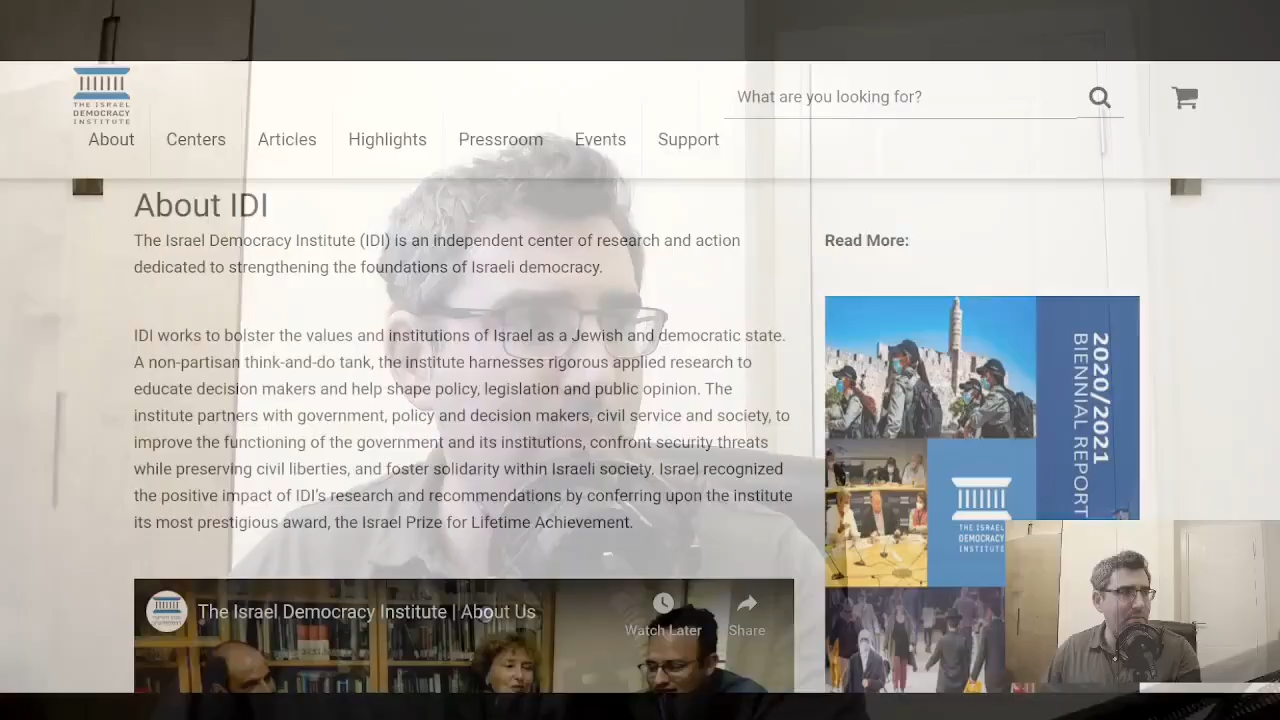 THE ISRAEL
DEMOCRACY
INSTITUTE
What are you looking for?
About
Centers
Articles
Highlights
Pressroom
Events
Support
About IDI
The Israel Democracy Institute (IDI) is an independent center of research and action
dedicated to strengthening the foundations of Israeli democracy.
IDI works to bolster the values and institutions of Israel as a Jewish and democratic state.
A non-partisan think-and-do tank, the institute harnesses rigorous applied research to
educate decision makers and help shape policy, legislation and public opinion. The
institute partners with government, policy and decision makers, civil service and society, to
improve the functioning of the government and its institutions, confront security threats
while preserving civil liberties, and foster solidarity within Israeli society. Israel recognized
the positive impact of IDI's research and recommendations by conferring upon the institute
its most prestigious award, the Israel Prize for Lifetime Achievement.
The Israel Democracy Institute | About Us
Watch Later
Share
Read More:
2020/2021
BIENNIAL REPORT
THE ISRAEL
DEMOCRACY
INSTITUTE